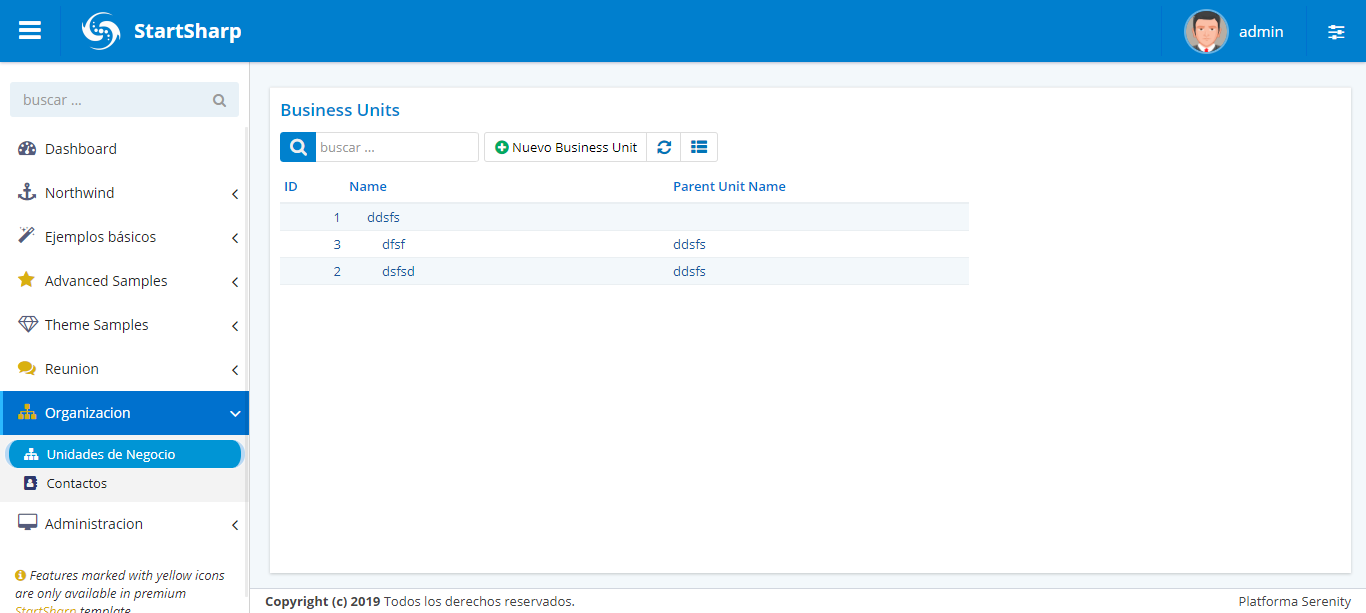 StartSharp
admin
buscar ...
Dashboard
Northwind
Ejemplos básicos
Advanced Samples
Theme Samples
Reunion
Organizacion
Unidades de Negocio
Contactos
Administracion
Features marked with yellow icons
are only available in premium
StartSharp template
Business Units
buscar ...
Nuevo Business Unit
ID Name Parent Unit Name
1 ddsfs
3 dfsf ddsfs
2 dsfsd ddsfs
Copyright (c) 2019 Todos los derechos reservados.
Platforma Serenity